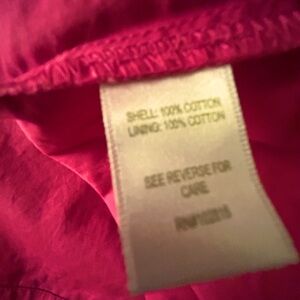 SHELL: 100% COTTON
LINING: 100% COTTON
SEE REVERSE FOR
CARE